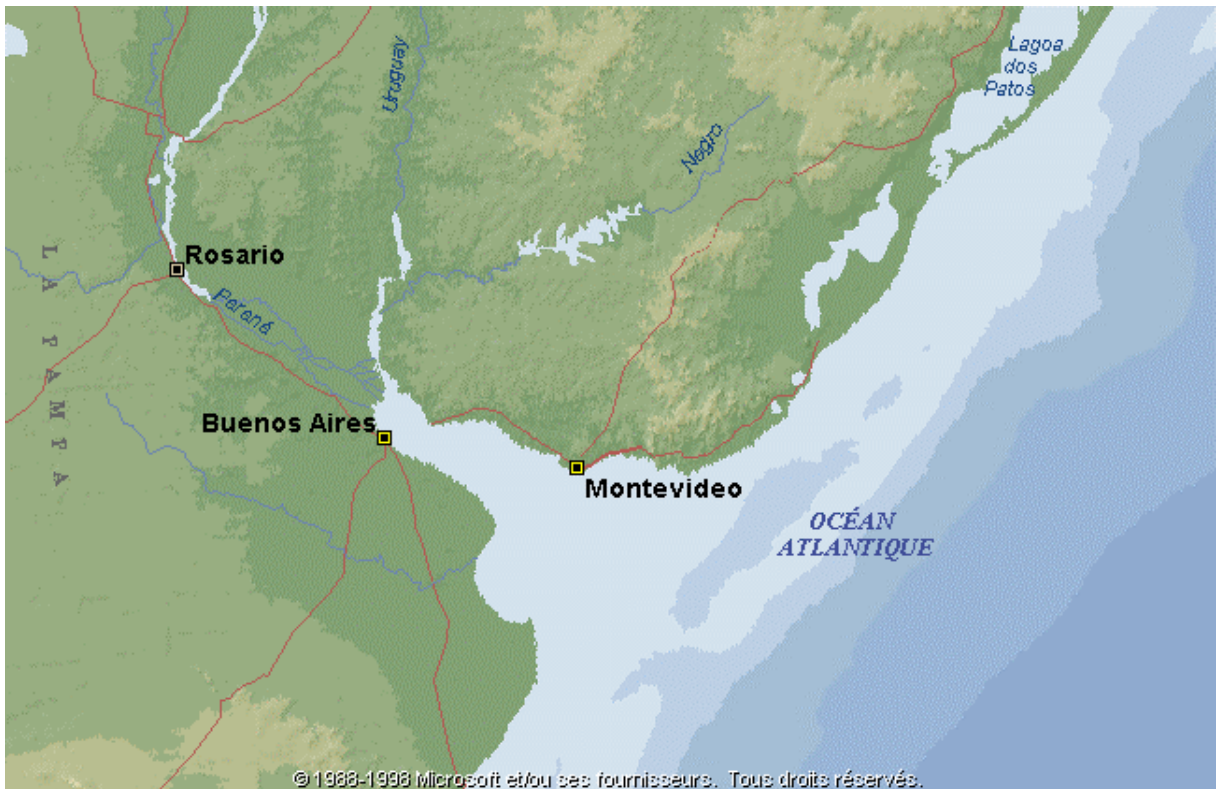 Lagoa
dos
Patos
Uruguay
Negro
LA PAMPA
Rosario
Paraná
Buenos Aires
Montevideo
OCÉAN
ATLANTIQUE
© 1988-1998 Microsoft et/ou ses fournisseurs. Tous droits réservés.